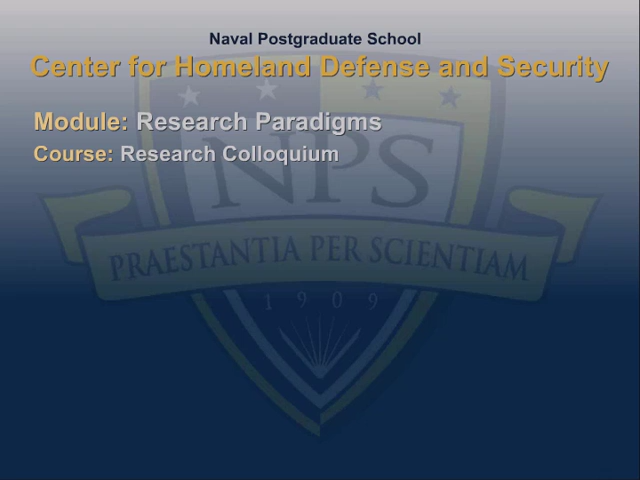 Naval Postgraduate School
Center for Homeland Defense and Security
Module: Research Paradigms
Course: Research Colloquium
NPS
PRAESTANTIA PER SCIENTIAM
1909